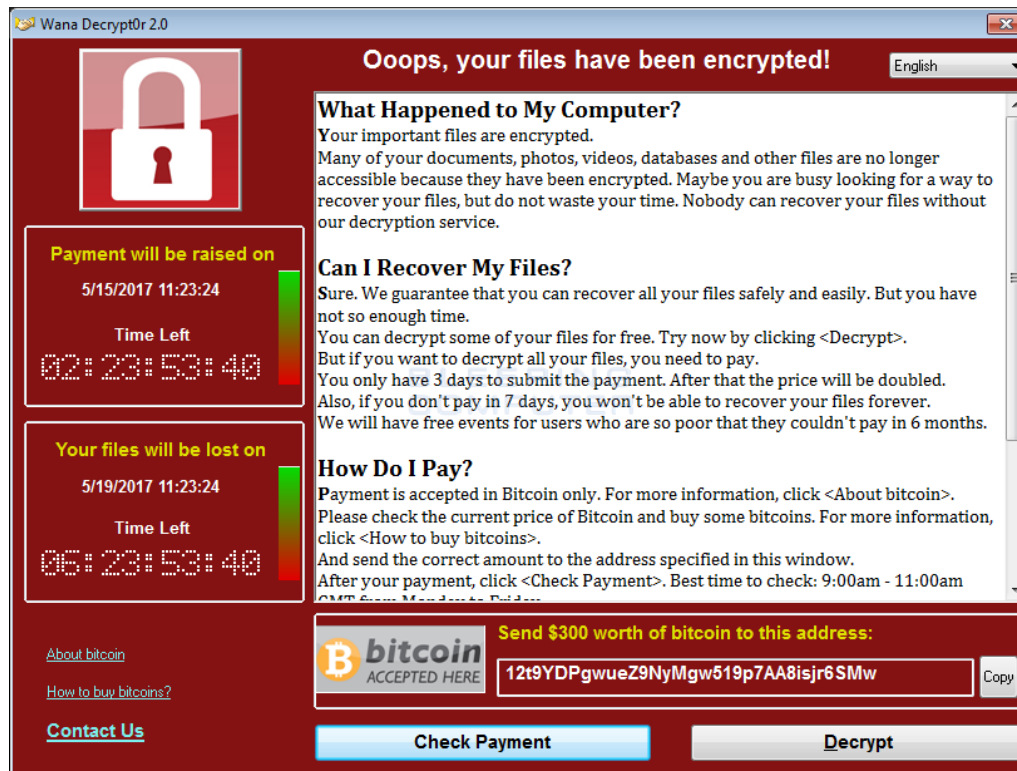 Wana Decrypt0r 2.0
Ooops, your files have been encrypted!
English
Payment will be raised on
5/15/2017 11:23:24
Time Left
02:23:53:40
Your files will be lost on
5/19/2017 11:23:24
Time Left
06:23:53:40
About bitcoin
How to buy bitcoins?
Contact Us
What Happened to My Computer?
Your important files are encrypted.
Many of your documents, photos, videos, databases and other files are no longer
accessible because they have been encrypted. Maybe you are busy looking for a way to
recover your files, but do not waste your time. Nobody can recover your files without
our decryption service.
Can I Recover My Files?
Sure. We guarantee that you can recover all your files safely and easily. But you have
not so enough time.
You can decrypt some of your files for free. Try now by clicking <Decrypt>.
But if you want to decrypt all your files, you need to pay.
You only have 3 days to submit the payment. After that the price will be doubled.
Also, if you don't pay in 7 days, you won't be able to recover your files forever.
We will have free events for users who are so poor that they couldn't pay in 6 months.
BLEEPING
COMPUTER
How Do I Pay?
Payment is accepted in Bitcoin only. For more information, click <About bitcoin>.
Please check the current price of Bitcoin and buy some bitcoins. For more information,
click <How to buy bitcoins>.
And send the correct amount to the address specified in this window.
After your payment, click <Check Payment>. Best time to check: 9:00am - 11:00am
GMT from Monday to Friday
bitcoin
ACCEPTED HERE
Send $300 worth of bitcoin to this address:
12t9YDPgwueZ9NyMgw519p7AA8isjr6SMw
Copy
Check Payment
Decrypt